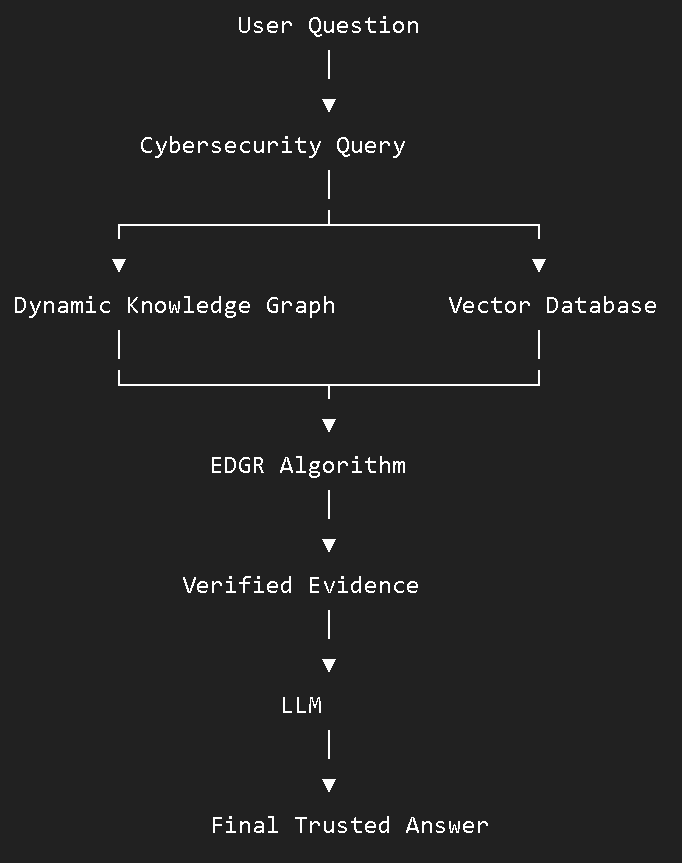 User Question
Cybersecurity Query
Dynamic Knowledge Graph
Vector Database
EDGR Algorithm
Verified Evidence
LLM
Final Trusted Answer